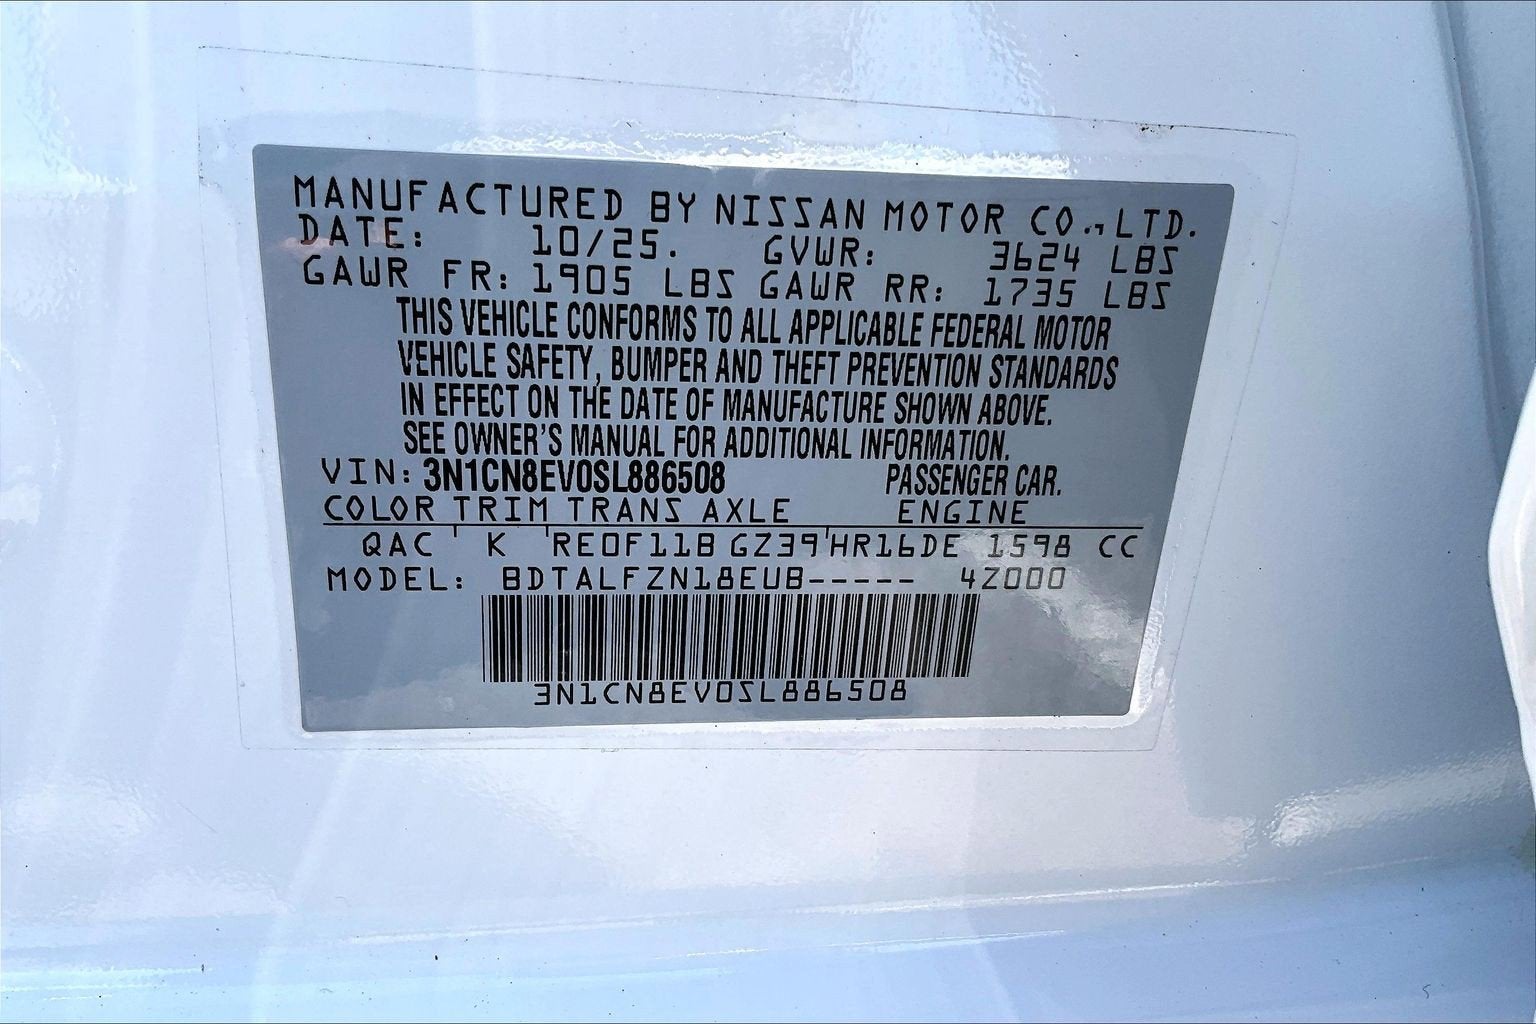 MANUFACTURED BY NISSAN MOTOR CO.,LTD.
DATE: 10/25. GVWR: 3624 LBS
GAWR FR: 1905 LBS GAWR RR: 1735 LBS
THIS VEHICLE CONFORMS TO ALL APPLICABLE FEDERAL MOTOR
VEHICLE SAFETY, BUMPER AND THEFT PREVENTION STANDARDS
IN EFFECT ON THE DATE OF MANUFACTURE SHOWN ABOVE.
SEE OWNER'S MANUAL FOR ADDITIONAL INFORMATION.
VIN: 3N1CN8EV0SL886508 PASSENGER CAR.
COLOR TRIM TRANS AXLE ENGINE
QAC K RE0F11B GZ39 HR16DE 1598 CC
MODEL: BDTALFZN18EUB----- 4Z000
3N1CN8EV0SL886508